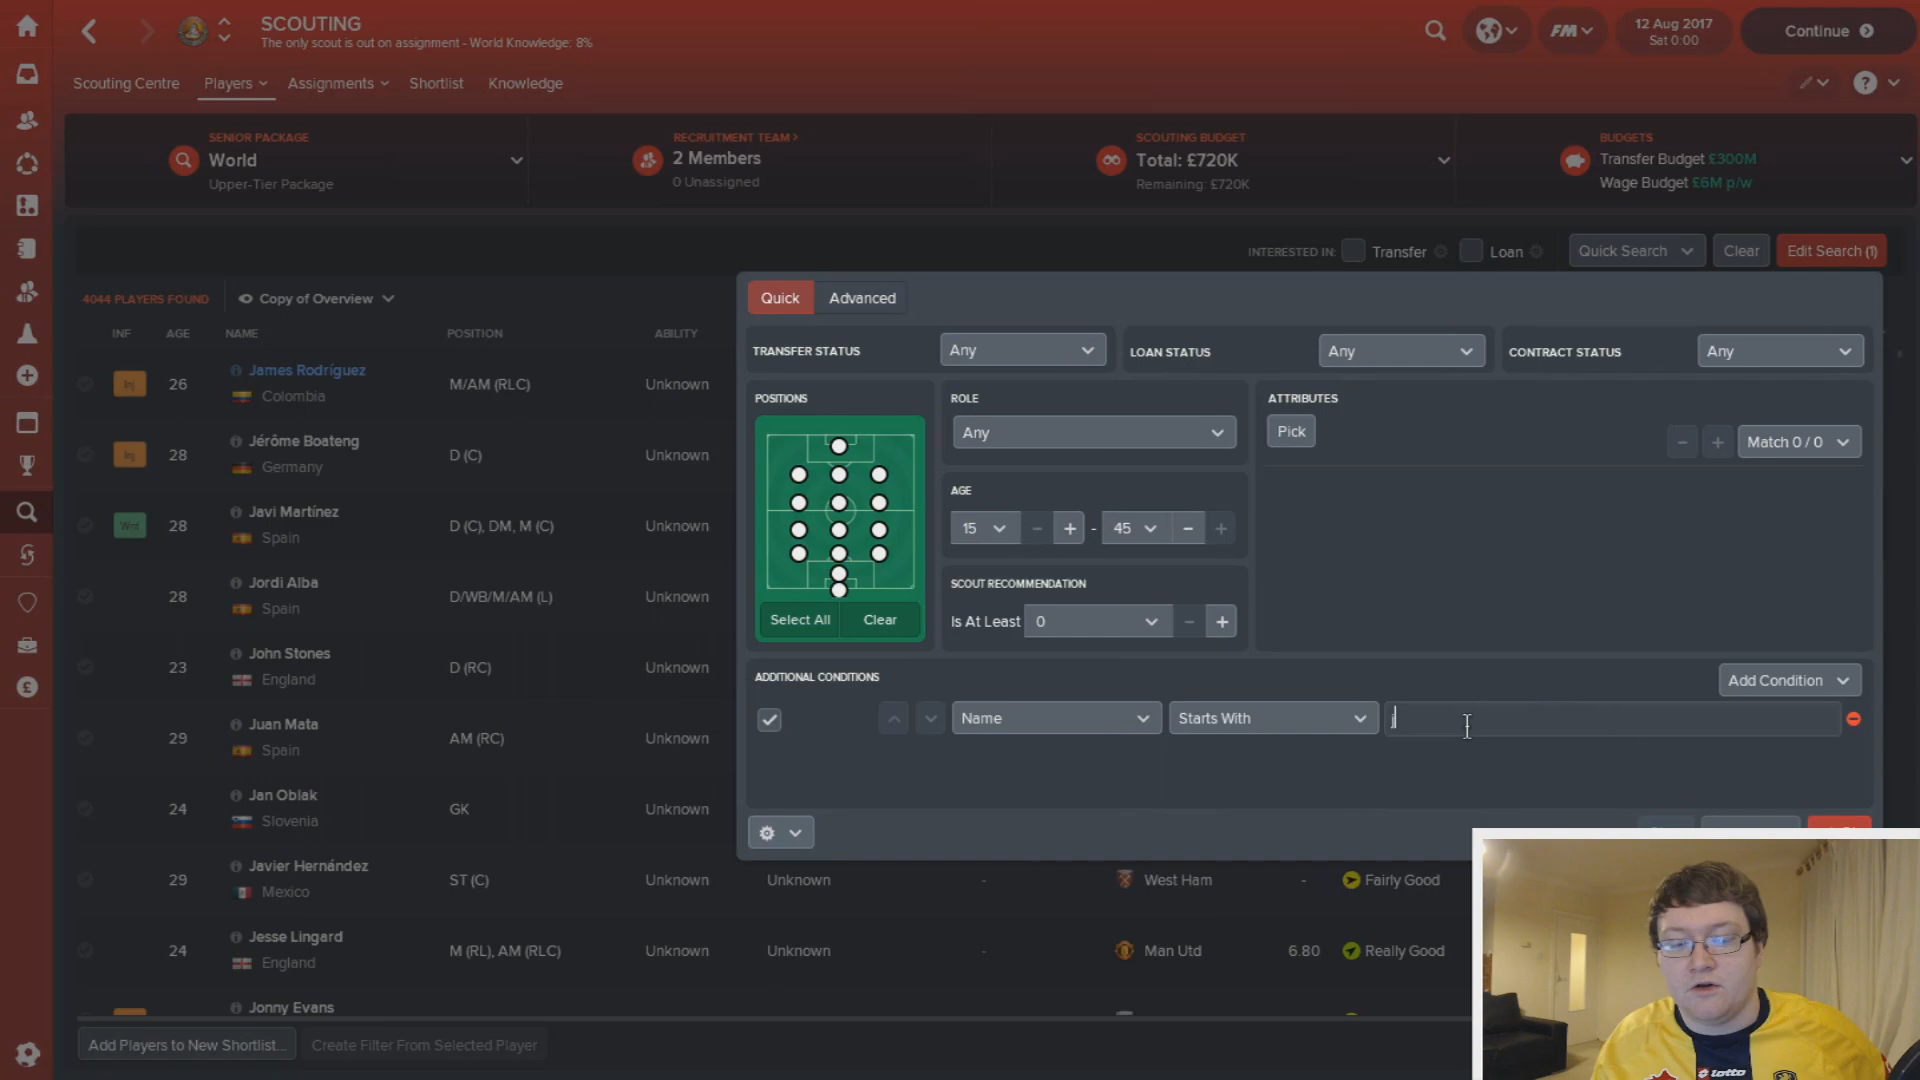 SCOUTING
The only scout is out on assignment - World Knowledge: 8%
FM
12 Aug 2017
Sat 0:00
Continue
Scouting Centre
Players
Assignments
Shortlist
Knowledge
?
SENIOR PACKAGE
World
Upper-Tier Package
RECRUITMENT TEAM >
2 Members
0 Unassigned
SCOUTING BUDGET
Total: £720K
Remaining: £720K
BUDGETS
Transfer Budget £300M
Wage Budget £6M p/w
INTERESTED IN:
Transfer
Loan
Quick Search
Clear
Edit Search (1)
4044 PLAYERS FOUND
Copy of Overview
INF AGE NAME POSITION ABILITY
Inj 26 James Rodríguez M/AM (RLC) Unknown
Colombia
Inj 28 Jérôme Boateng D (C) Unknown
Germany
Wnt 28 Javi Martínez D (C), DM, M (C) Unknown
Spain
28 Jordi Alba D/WB/M/AM (L) Unknown
Spain
23 John Stones D (RC) Unknown
England
29 Juan Mata AM (RC) Unknown
Spain
24 Jan Oblak GK Unknown
Slovenia
29 Javier Hernández ST (C) Unknown Unknown - West Ham - Fairly Good
Mexico
24 Jesse Lingard M (RL), AM (RLC) Unknown Unknown - Man Utd 6.80 Really Good
England
Jonny Evans
Add Players to New Shortlist...
Create Filter From Selected Player
Quick
Advanced
TRANSFER STATUS
Any
LOAN STATUS
Any
CONTRACT STATUS
Any
POSITIONS
Select All
Clear
ROLE
Any
AGE
15 - + - 45 - +
SCOUT RECOMMENDATION
Is At Least 0 - +
ATTRIBUTES
Pick
- + Match 0 / 0
ADDITIONAL CONDITIONS
Add Condition
Name
Starts With
j
lotto